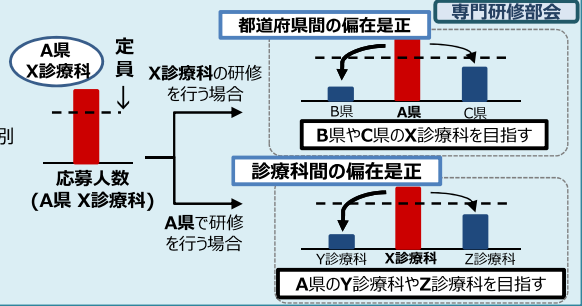 専門研修部会
都道府県間の偏在是正
A県
X診療科
定員
X診療科の研修
を行う場合
B県
A県
C県
別
B県やC県のX診療科を目指す
応募人数
(A県 X診療科)
診療科間の偏在是正
A県で研修
を行う場合
Y診療科
X診療科
Z診療科
A県のY診療科やZ診療科を目指す